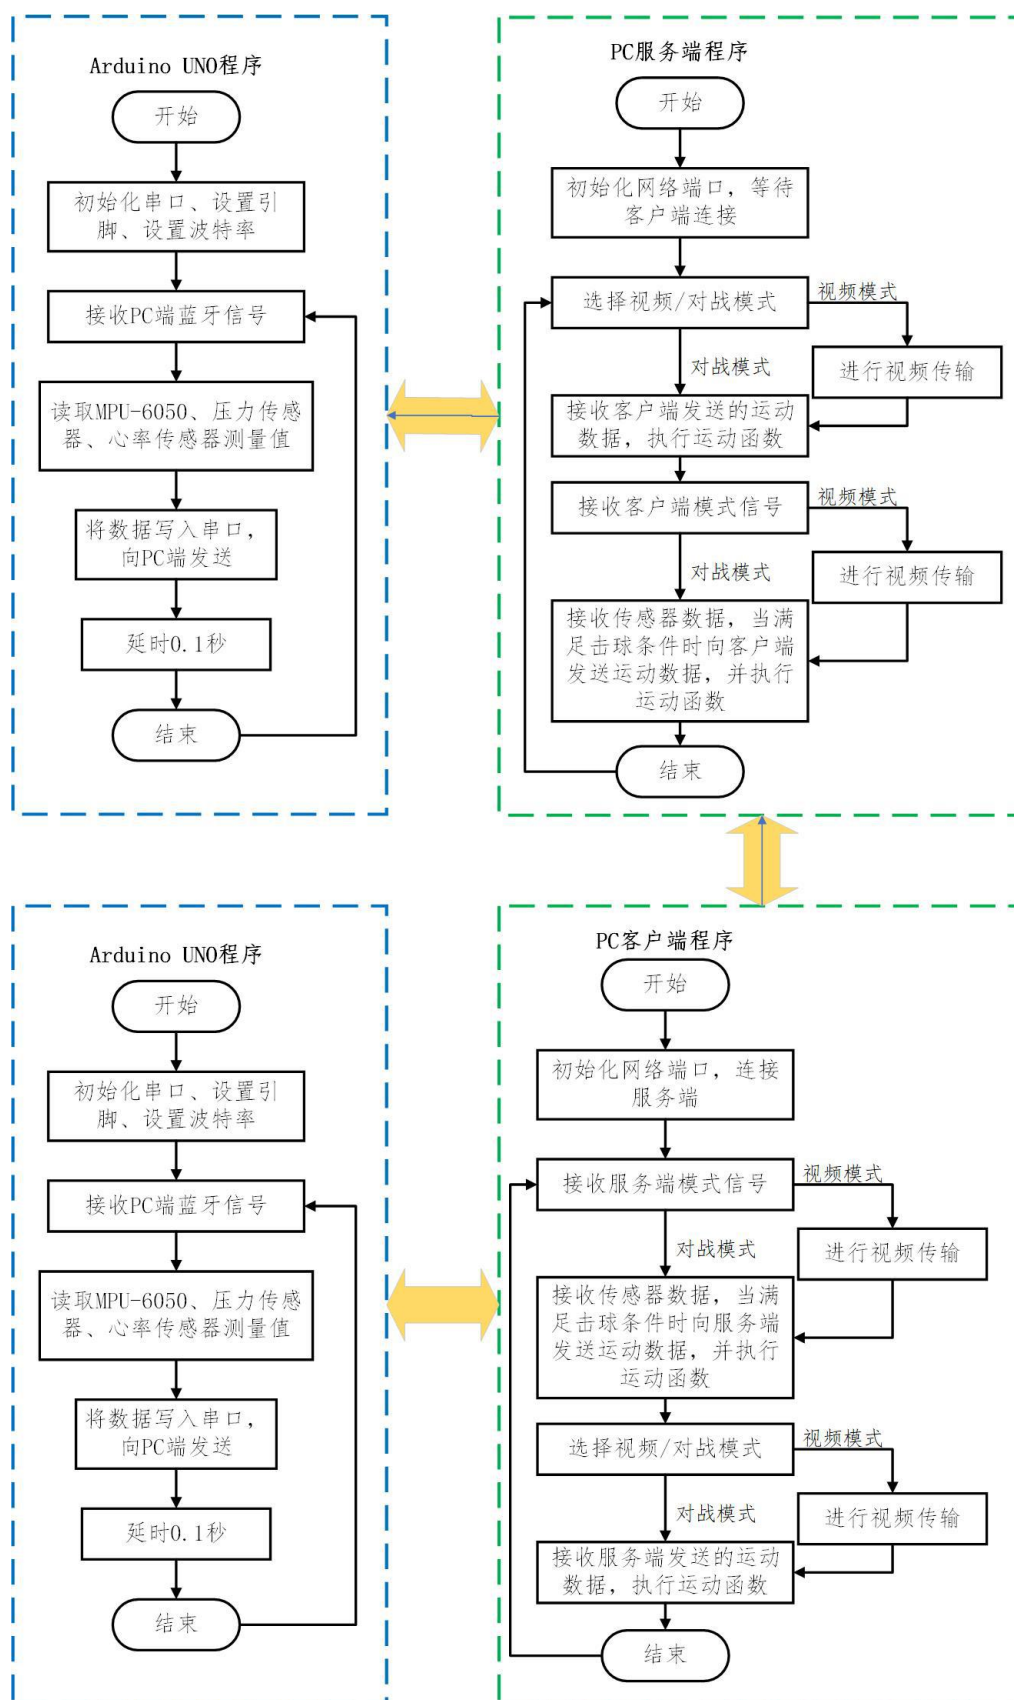 Arduino UNO程序
开始
初始化串口、设置引
脚、设置波特率
接收PC端蓝牙信号
读取MPU-6050、压力传感
器、心率传感器测量值
将数据写入串口，
向PC端发送
延时0.1秒
结束
PC服务端程序
开始
初始化网络端口，等待
客户端连接
选择视频/对战模式
视频模式
进行视频传输
对战模式
接收客户端发送的运动
数据，执行运动函数
接收客户端模式信号
视频模式
进行视频传输
对战模式
接收传感器数据，当满
足击球条件时向客户端
发送运动数据，并执行
运动函数
结束
Arduino UNO程序
开始
初始化串口、设置引
脚、设置波特率
接收PC端蓝牙信号
读取MPU-6050、压力传感
器、心率传感器测量值
将数据写入串口，
向PC端发送
延时0.1秒
结束
PC客户端程序
开始
初始化网络端口，连接
服务端
接收服务端模式信号
视频模式
进行视频传输
对战模式
接收传感器数据，当满
足击球条件时向服务端
发送运动数据，并执行
运动函数
选择视频/对战模式
视频模式
进行视频传输
对战模式
接收服务端发送的运动
数据，执行运动函数
结束